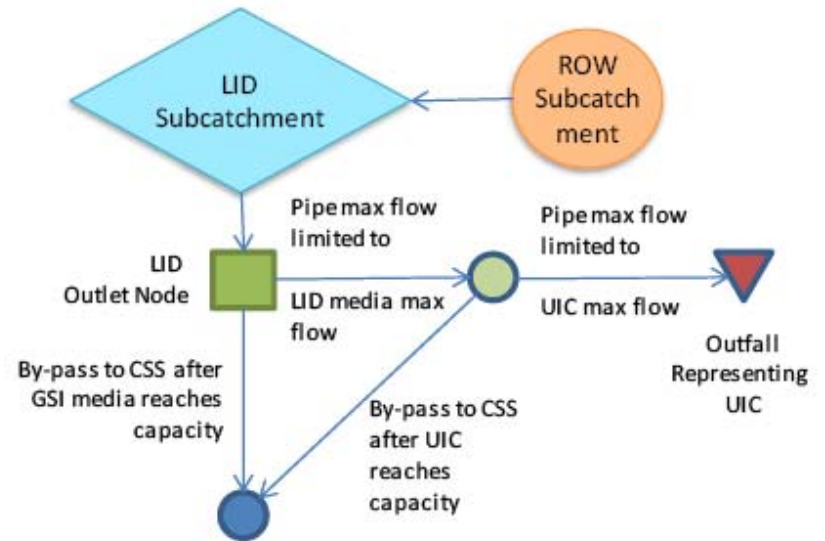 LID
Subcatchment
ROW
Subcatch
ment
Pipe max flow
limited to
Pipe max flow
limited to
LID
Outlet Node
LID media max
flow
UIC max flow
By-pass to CSS after
GSI media reaches
capacity
By-pass to CSS
after UIC
reaches
capacity
Outfall
Representing
UIC